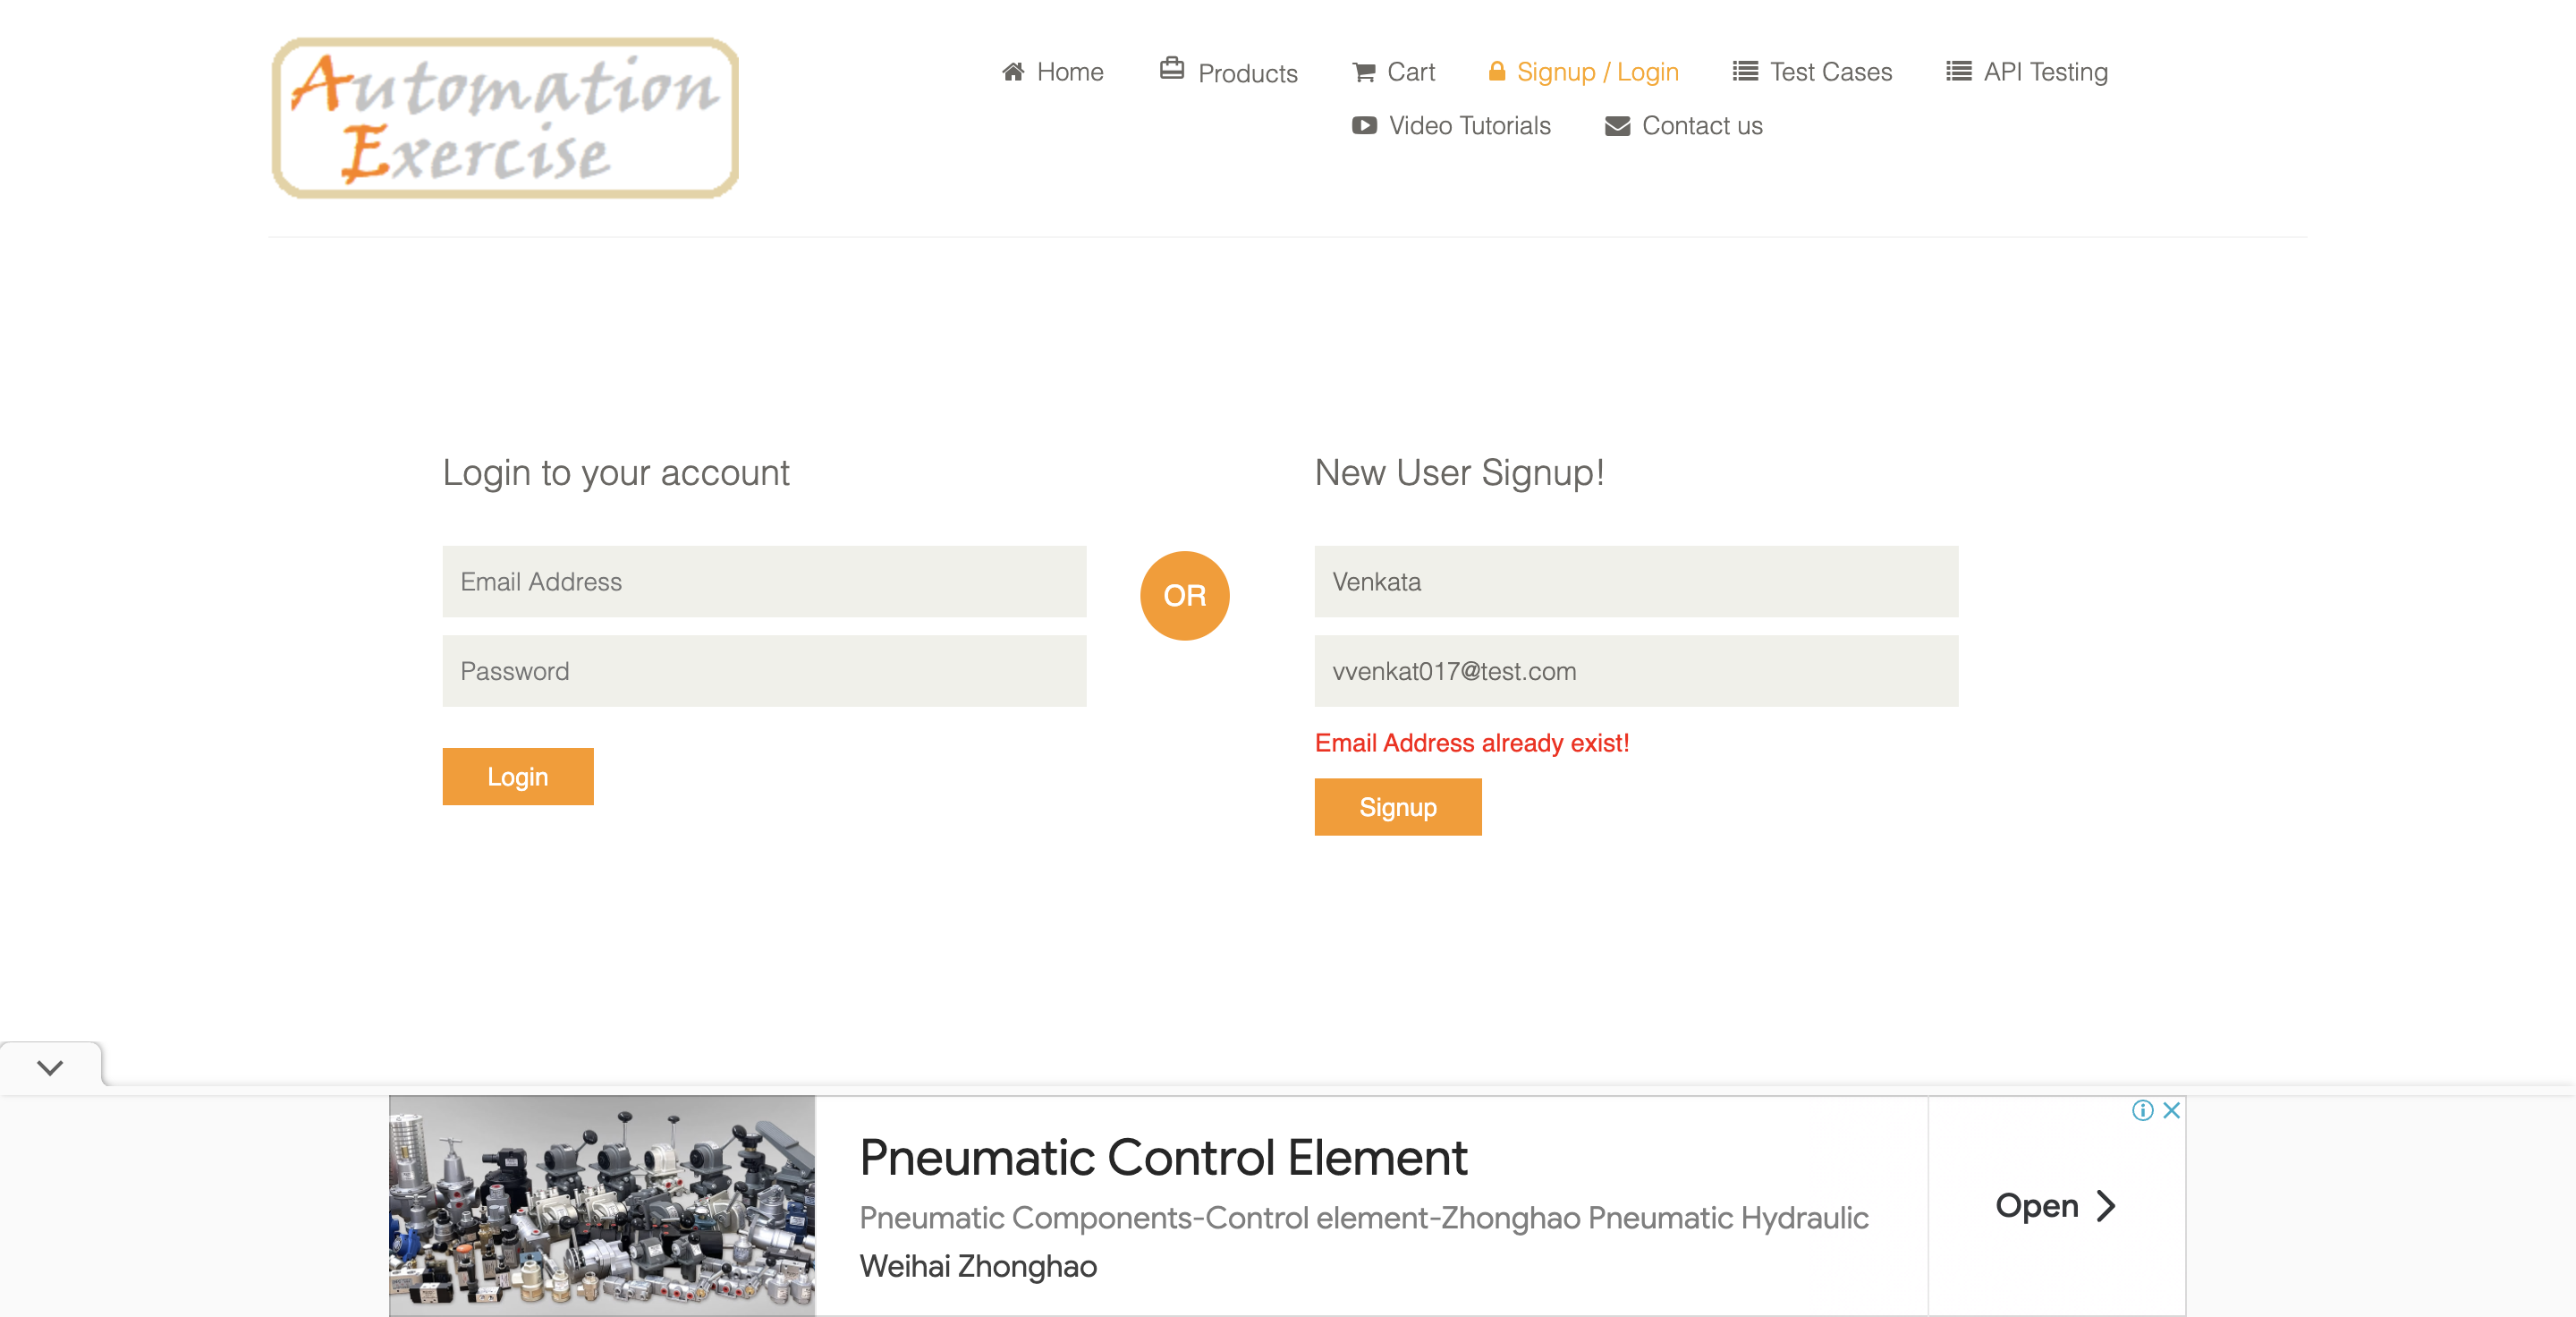 Automation
Exercise
Home
Products
Cart
Signup / Login
Test Cases
API Testing
Video Tutorials
Contact us
Login to your account
Email Address
Password
Login
OR
New User Signup!
Venkata
vvenkat017@test.com
Email Address already exist!
Signup
Pneumatic Control Element
Pneumatic Components-Control element-Zhonghao Pneumatic Hydraulic
Weihai Zhonghao
Open